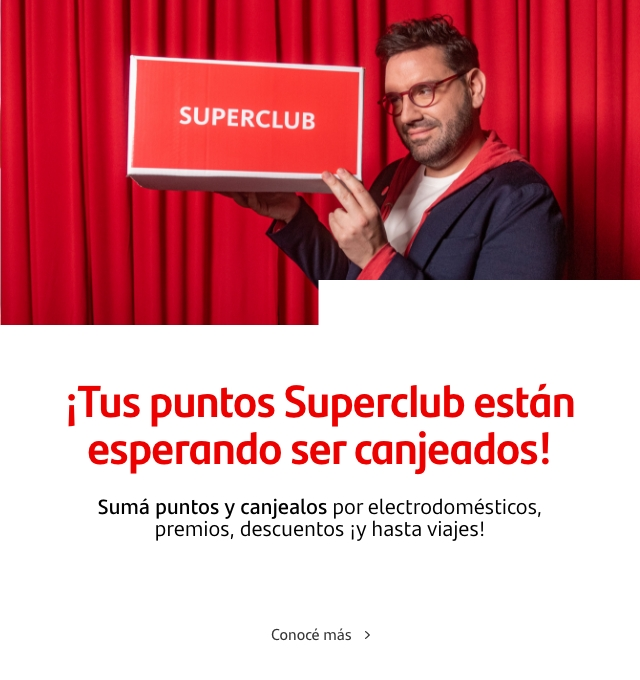 SUPERCLUB
¡Tus puntos Superclub están
esperando ser canjeados!
Sumá puntos y canjealos por electrodomésticos,
premios, descuentos ¡y hasta viajes!
Conocé más >